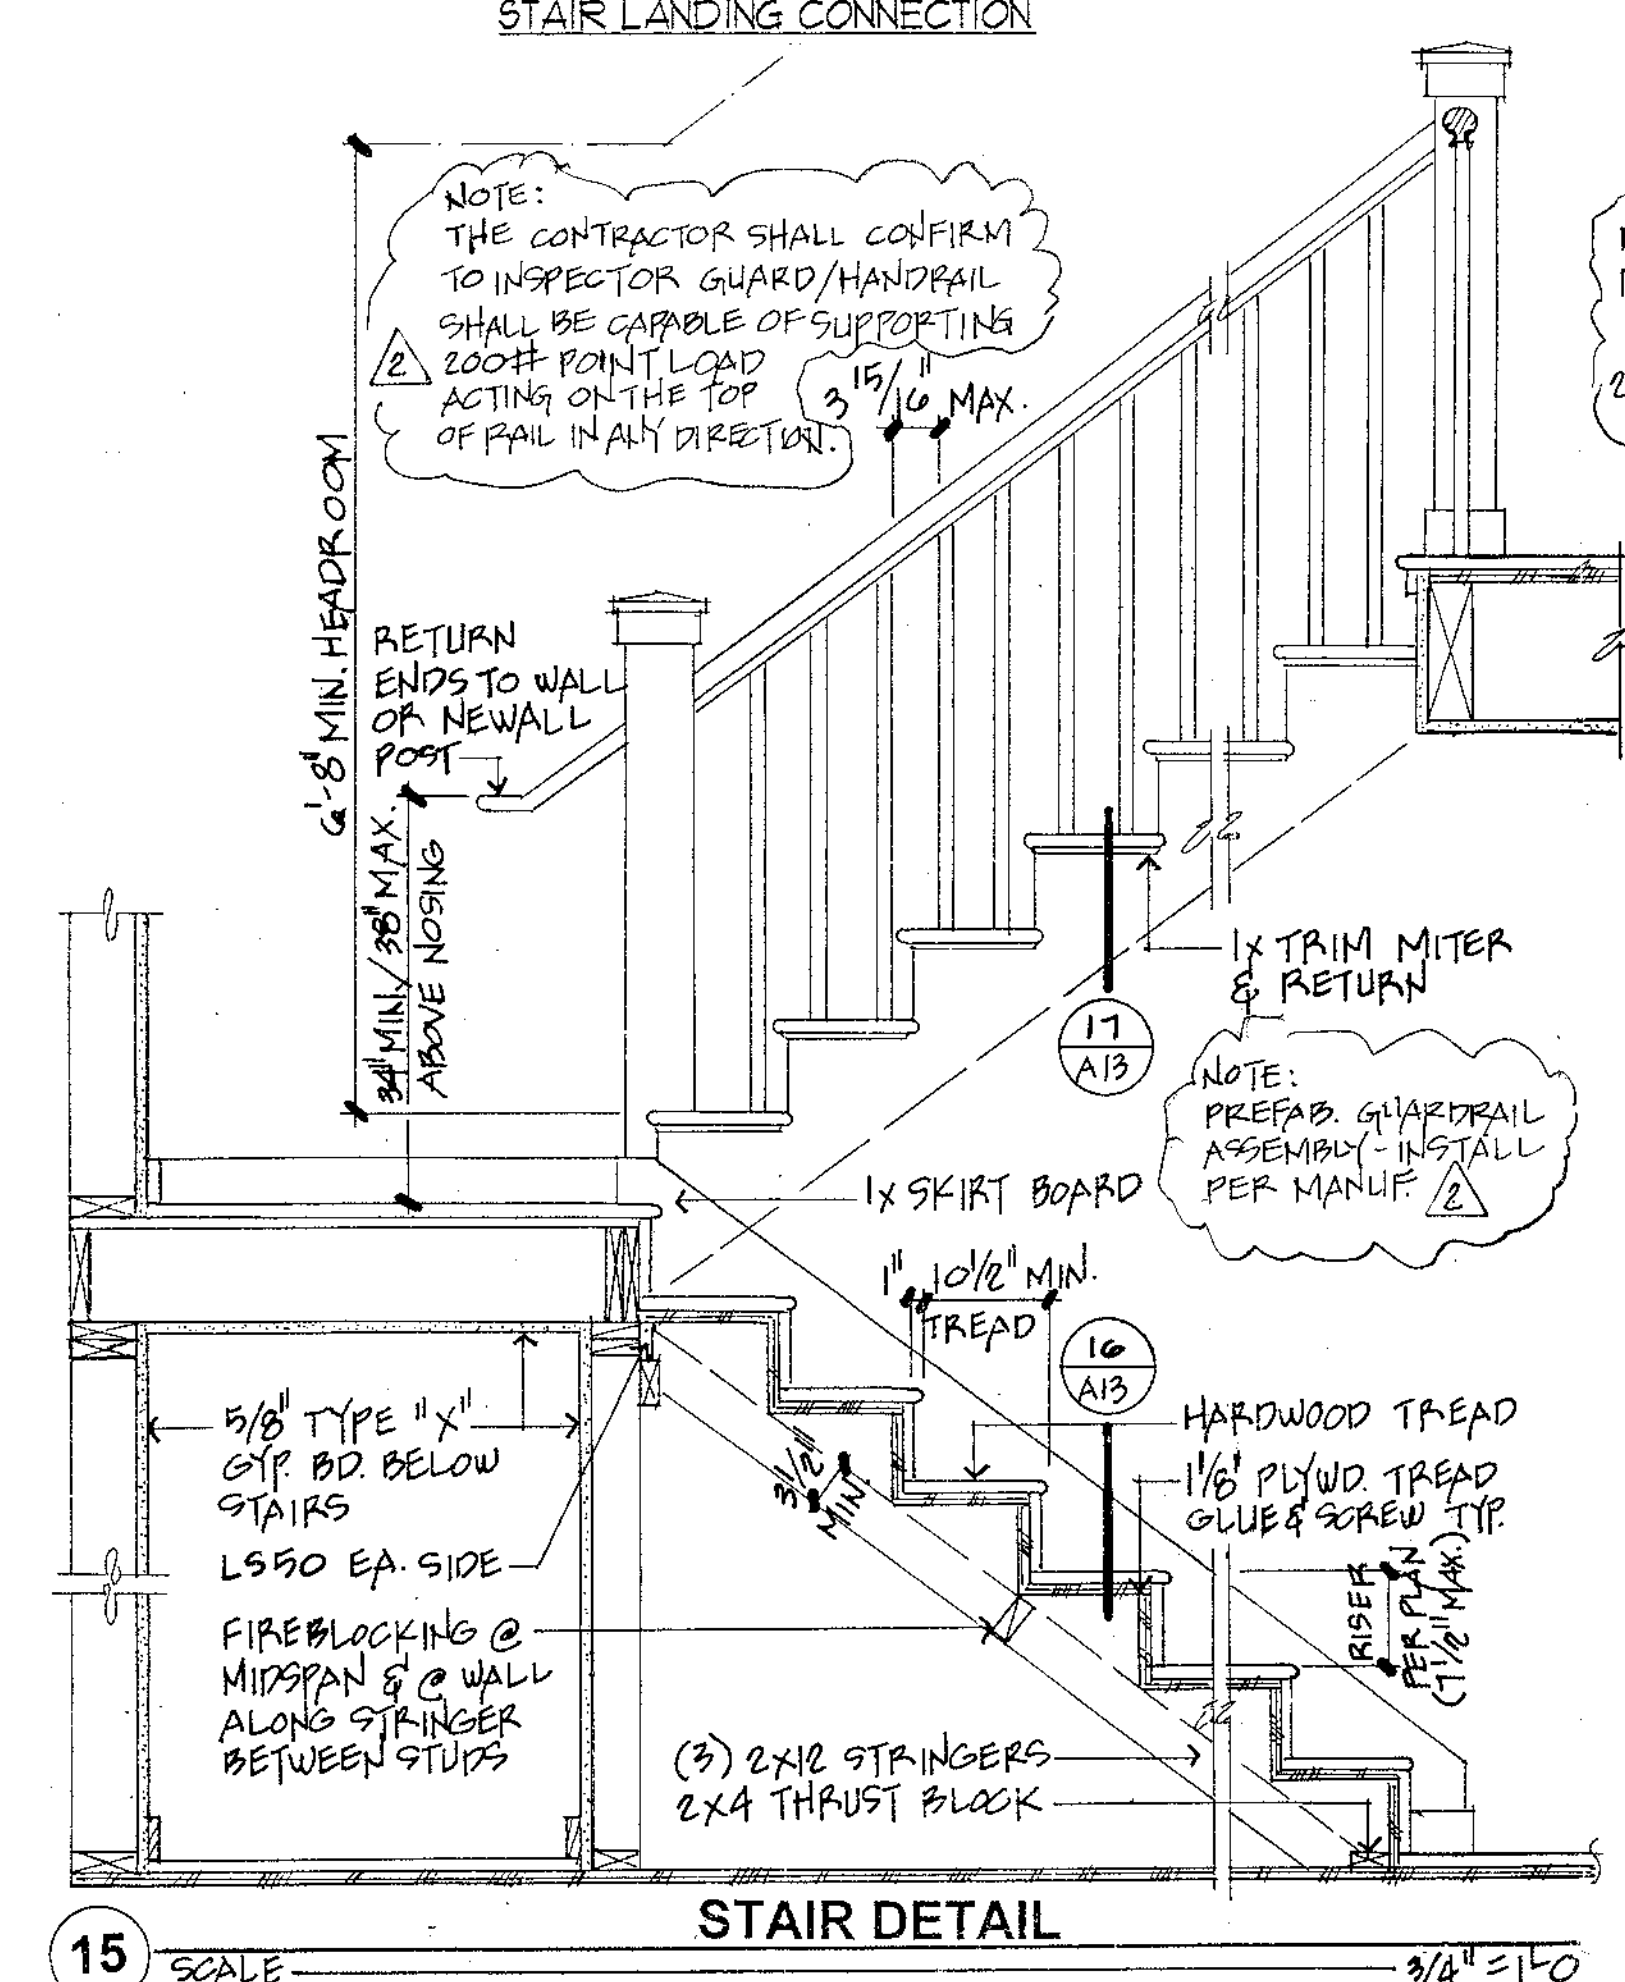 STAIR LANDING CONNECTION
NOTE:
THE CONTRACTOR SHALL CONFIRM
TO INSPECTOR GUARD/HANDRAIL
SHALL BE CAPABLE OF SUPPORTING
200# POINT LOAD
ACTING ON THE TOP
OF RAIL IN ANY DIRECTION.
2
3 15/16" MAX.
6'-8" MIN. HEADROOM
RETURN
ENDS TO WALL
OR NEWALL
POST
34" MIN./38" MAX.
ABOVE NOSING
1X TRIM MITER
& RETURN
17
A13
NOTE:
PREFAB. GUARDRAIL
ASSEMBLY - INSTALL
PER MANUF.
2
1X SKIRT BOARD
1" 10 1/2" MIN.
TREAD
16
A13
HARDWOOD TREAD
1 1/8" PLYWD. TREAD
GLUE & SCREW TYP.
5/8" TYPE "X"
GYP. BD. BELOW
STAIRS
3 1/2"
MIN.
LS50 EA. SIDE
RISER
PER PLAN
(7 1/2" MAX.)
FIREBLOCKING @
MIDSPAN & @ WALL
ALONG STRINGER
BETWEEN STUDS
(3) 2X12 STRINGERS
2X4 THRUST BLOCK
STAIR DETAIL
15
SCALE
3/4" = 1'-0
2